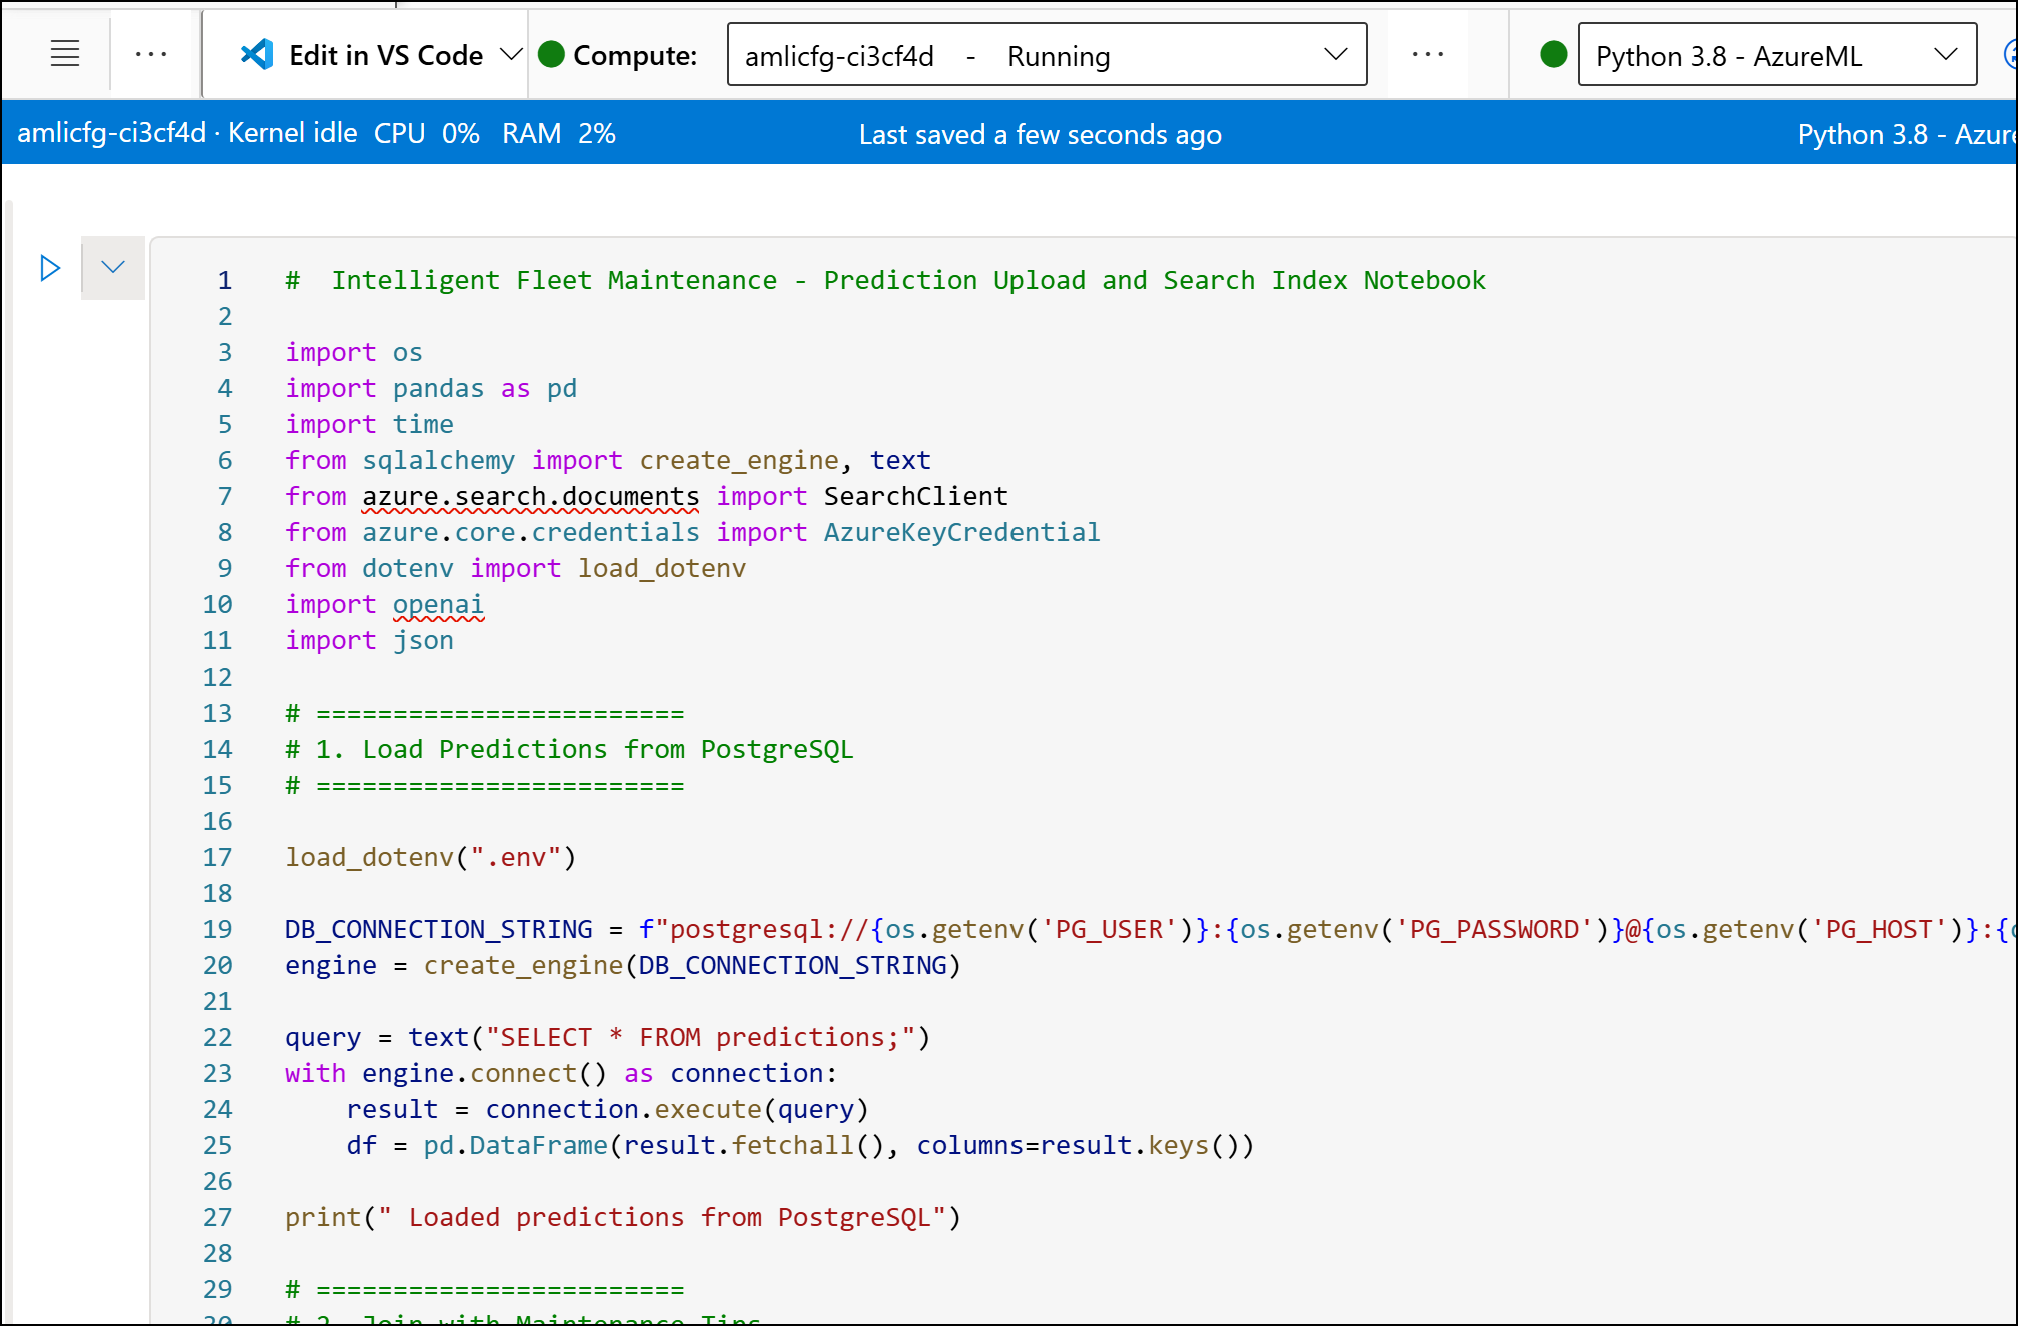 ··· Edit in VS Code Compute: amlicfg-ci3cf4d - Running ··· Python 3.8 - AzureML
amlicfg-ci3cf4d · Kernel idle CPU 0% RAM 2% Last saved a few seconds ago Python 3.8 - Azure
1 #  Intelligent Fleet Maintenance - Prediction Upload and Search Index Notebook
2
3 import os
4 import pandas as pd
5 import time
6 from sqlalchemy import create_engine, text
7 from azure.search.documents import SearchClient
8 from azure.core.credentials import AzureKeyCredential
9 from dotenv import load_dotenv
10 import openai
11 import json
12
13 # ========================
14 # 1. Load Predictions from PostgreSQL
15 # ========================
16
17 load_dotenv(".env")
18
19 DB_CONNECTION_STRING = f"postgresql://{os.getenv('PG_USER')}:{os.getenv('PG_PASSWORD')}@{os.getenv('PG_HOST')}:{
20 engine = create_engine(DB_CONNECTION_STRING)
21
22 query = text("SELECT * FROM predictions;")
23 with engine.connect() as connection:
24     result = connection.execute(query)
25     df = pd.DataFrame(result.fetchall(), columns=result.keys())
26
27 print(" Loaded predictions from PostgreSQL")
28
29 # ========================
30 # 2. Join with Maintenance Tips